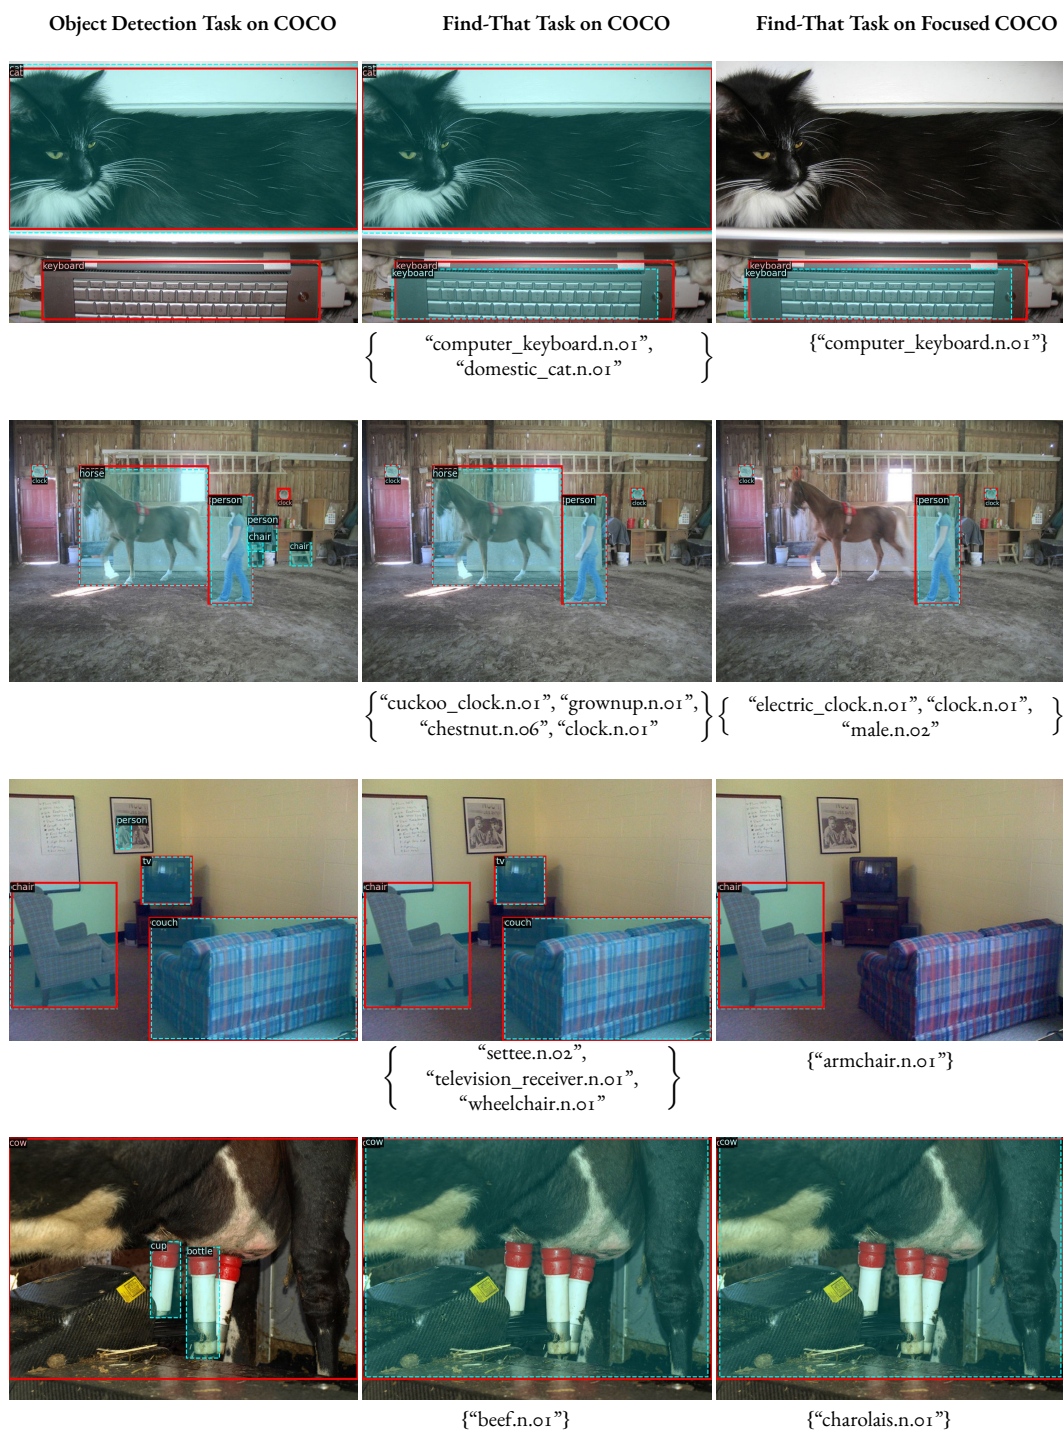 Object Detection Task on COCO
Find-That Task on COCO
Find-That Task on Focused COCO
cat
cat
keyboard
keyboard
keyboard
keyboard
keyboard
{ "computer_keyboard.n.01",
"domestic_cat.n.01" }
{"computer_keyboard.n.01"}
clock
horse
person
clock
person
chair
chair
clock
horse
person
clock
clock
person
clock
{ "cuckoo_clock.n.01", "grownup.n.01",
"chestnut.n.06", "clock.n.01" }
{ "electric_clock.n.01", "clock.n.01",
"male.n.02" }
person
tv
chair
couch
tv
chair
couch
chair
{ "settee.n.02",
"television_receiver.n.01",
"wheelchair.n.01" }
{"armchair.n.01"}
cow
cup
bottle
cow
cow
{"beef.n.01"}
{"charolais.n.01"}